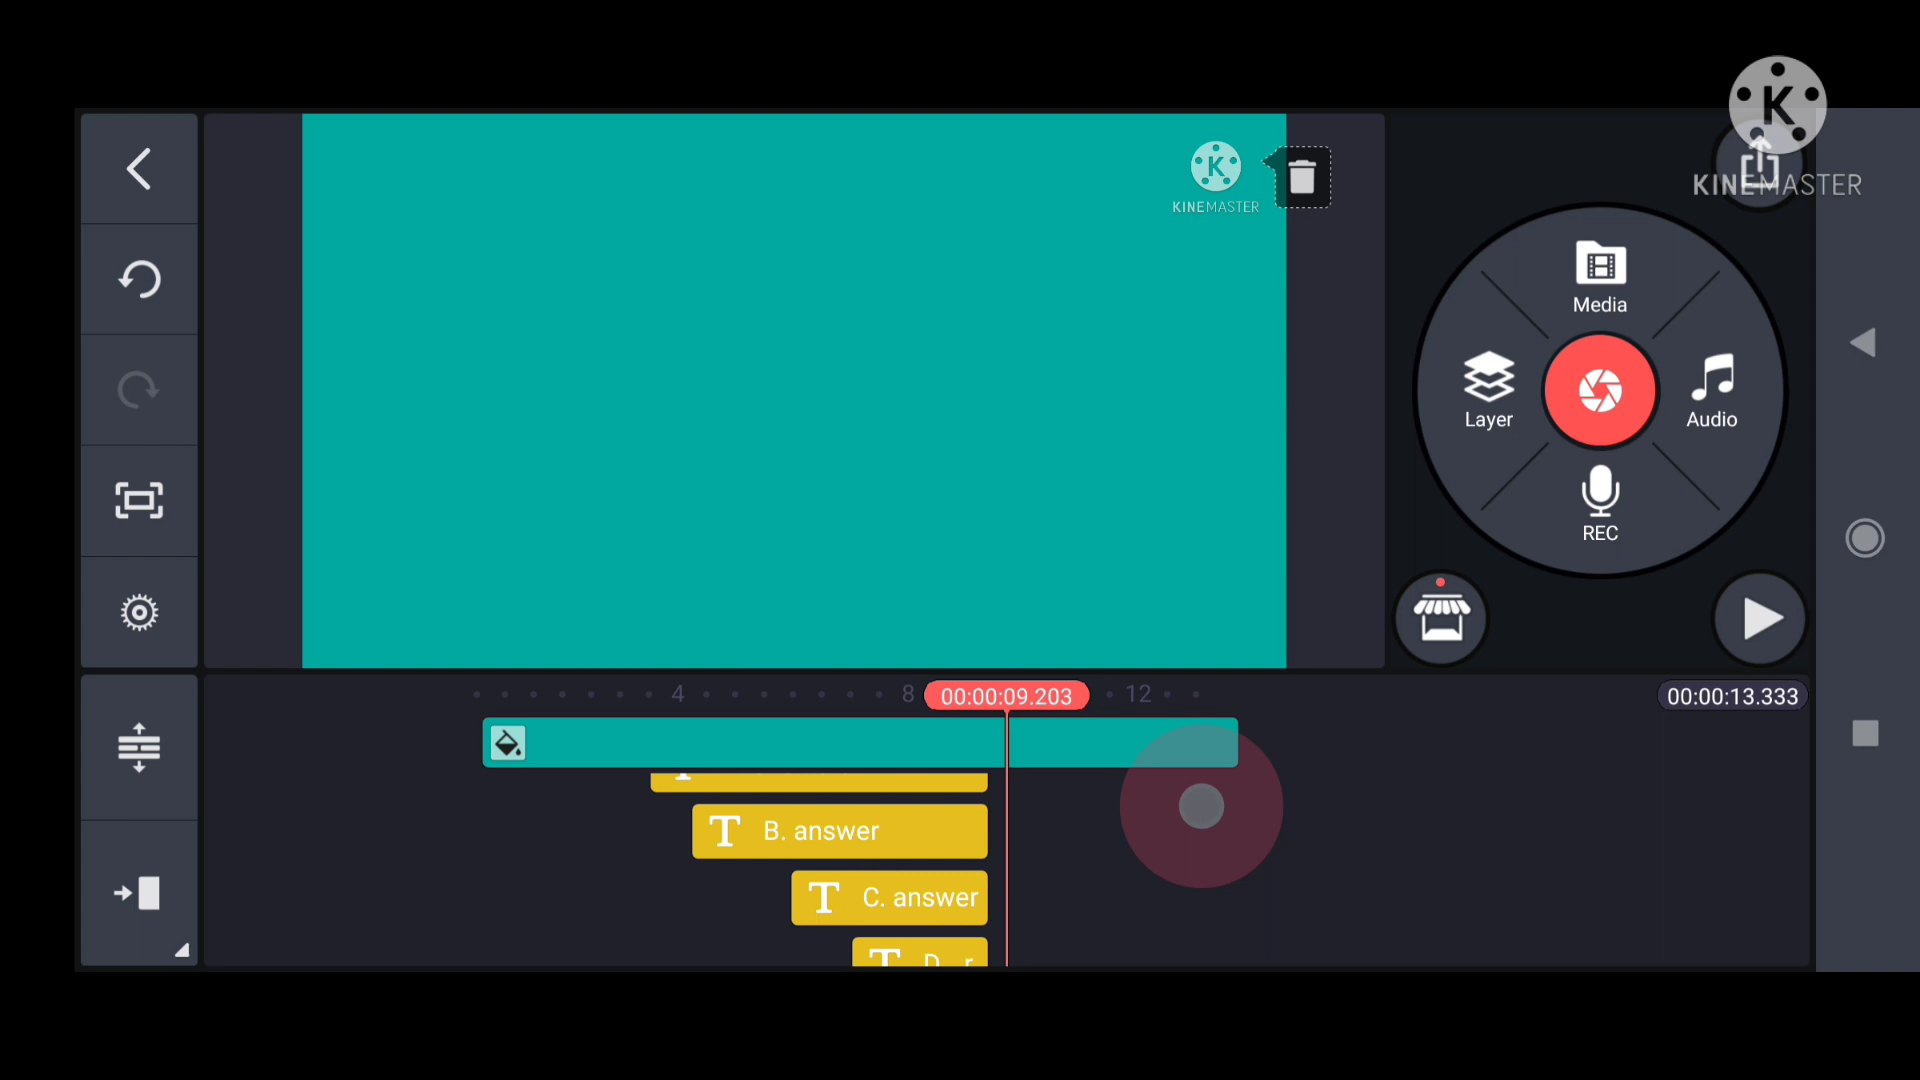 KINEMASTER
KINEMASTER
Media
Layer
Audio
REC
4
8
00:00:09.203
12
00:00:13.333
B. answer
C. answer